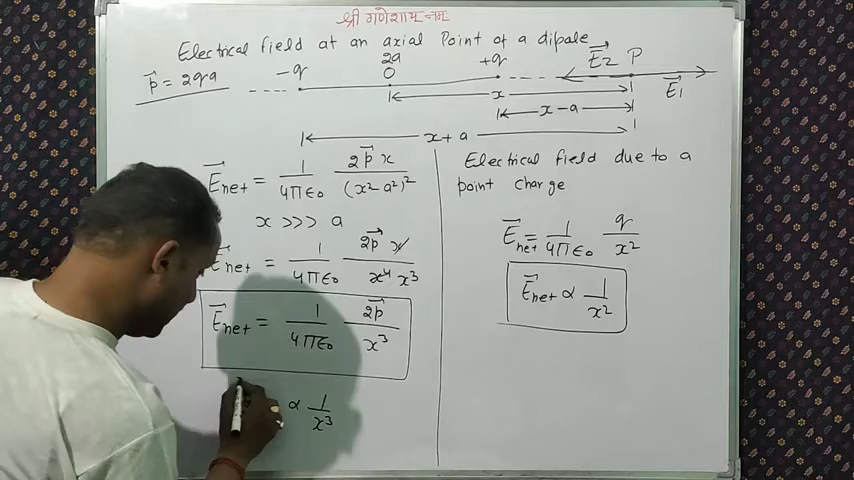 श्री गणेशाय नमः
Electrical field at an axial Point of a dipole
p⃗ = 2qa
-q 2a O +q E⃗2 P
x E⃗1
x-a
x+a
E⃗net = 1/4πε0 2p⃗ x/(x² a²)²
x >>> a
E⃗net = 1/4πε0 2p⃗ x/x⁴ x³
E⃗net = 1/4πε0 2p⃗/x³
∝ 1/x³
Electrical field due to a
point charge
E⃗net = 1/4πε0 q/x²
E⃗net ∝ 1/x²